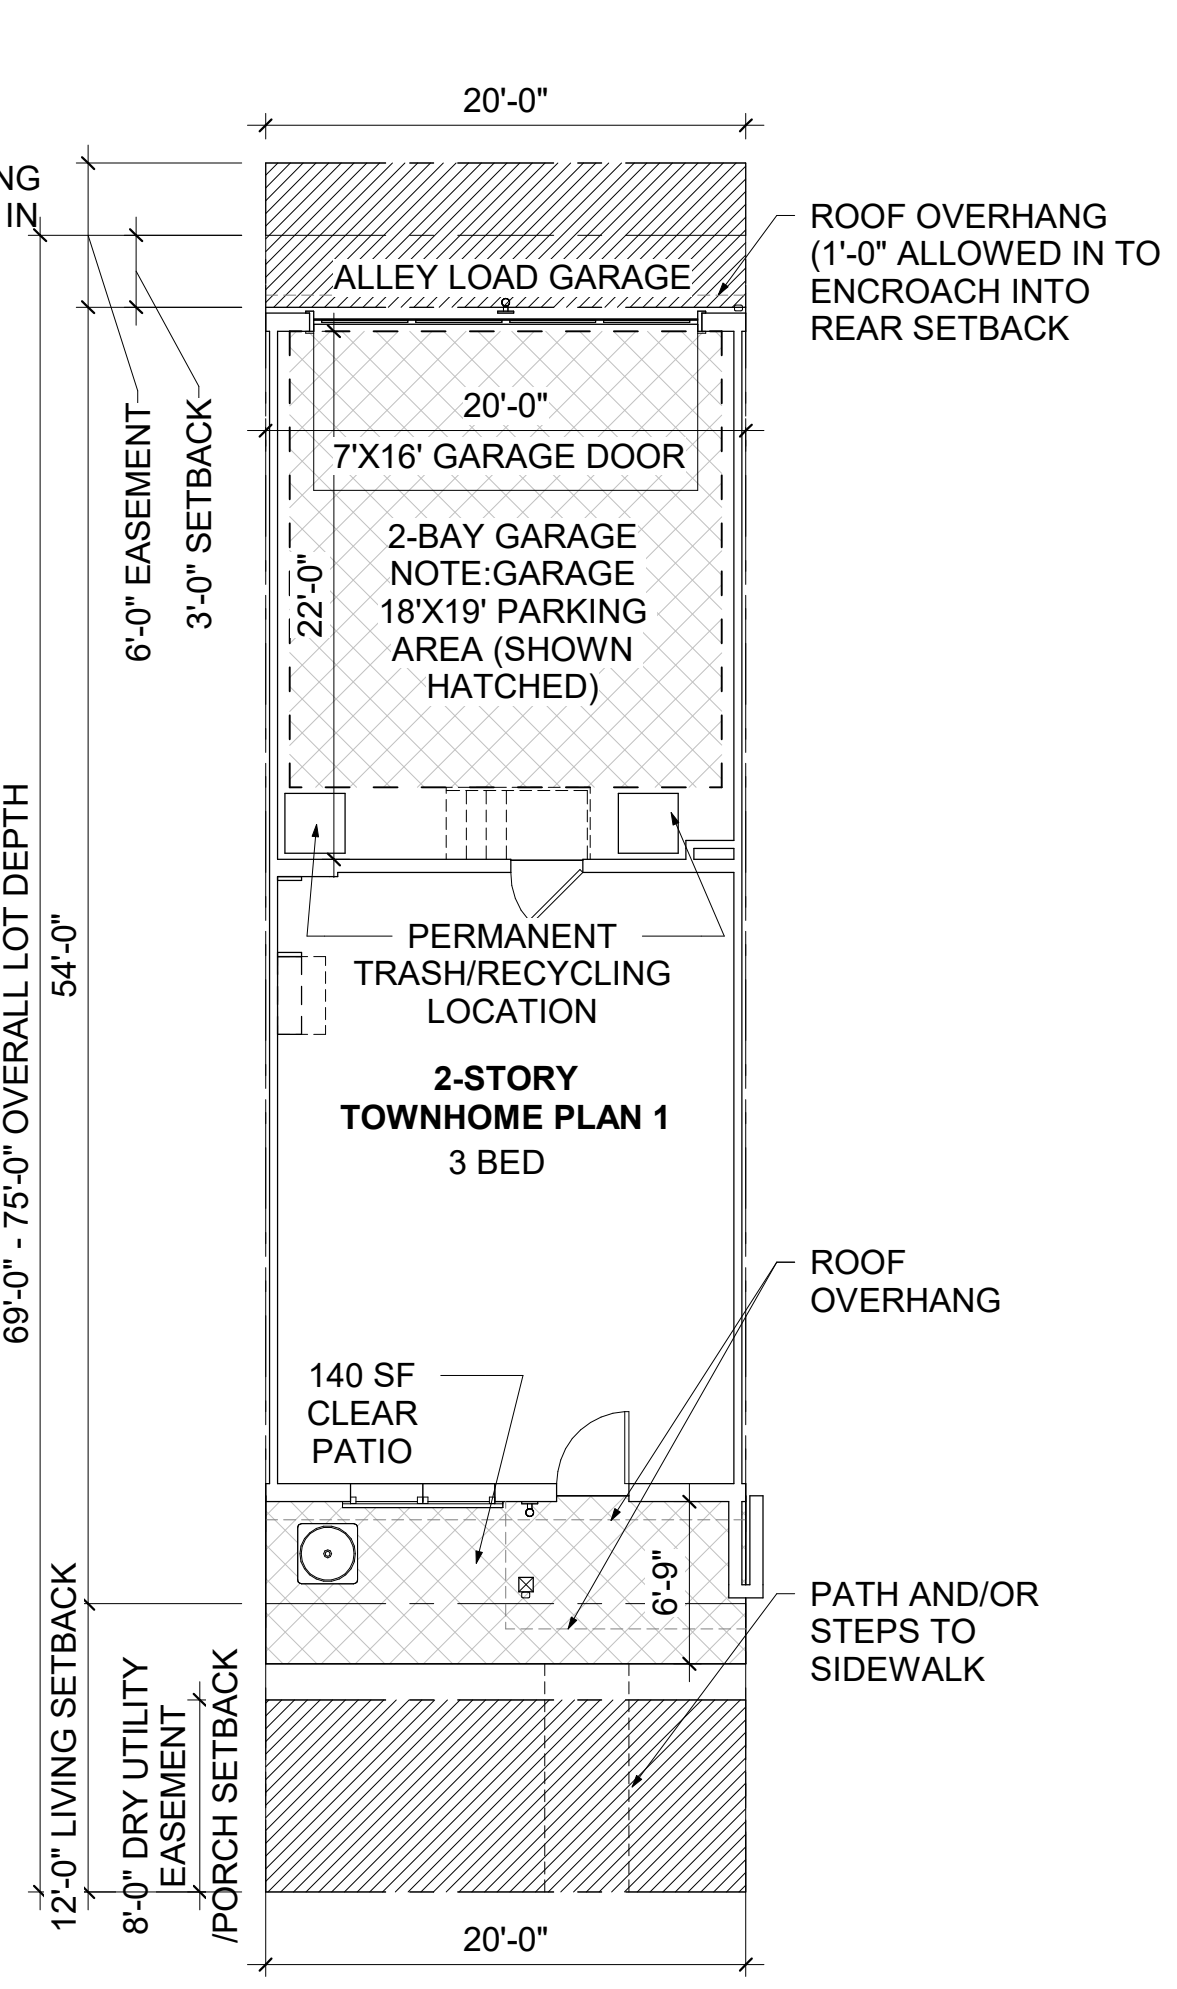 20'-0"
NG
IN
ROOF OVERHANG
(1'-0" ALLOWED IN TO
ENCROACH INTO
REAR SETBACK
ALLEY LOAD GARAGE
20'-0"
7'X16' GARAGE DOOR
6'-0" EASEMENT
3'-0" SETBACK
22'-0"
2-BAY GARAGE
NOTE:GARAGE
18'X19' PARKING
AREA (SHOWN
HATCHED)
69'-0" - 75'-0" OVERALL LOT DEPTH
54'-0"
PERMANENT
TRASH/RECYCLING
LOCATION
2-STORY
TOWNHOME PLAN 1
3 BED
ROOF
OVERHANG
140 SF
CLEAR
PATIO
6'-9"
PATH AND/OR
STEPS TO
SIDEWALK
12'-0" LIVING SETBACK
8'-0" DRY UTILITY
EASEMENT
/PORCH SETBACK
20'-0"